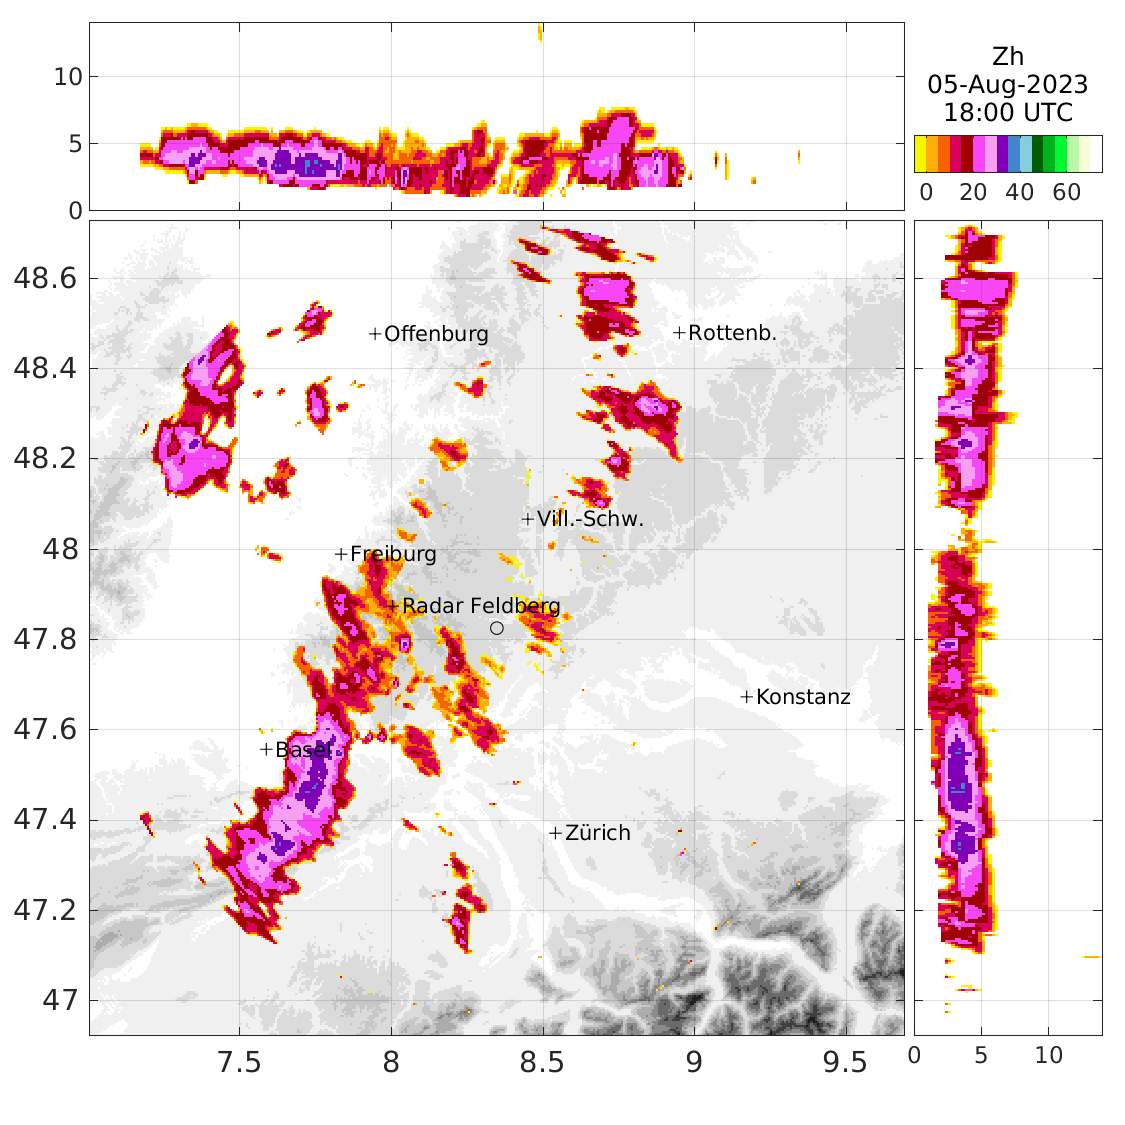 10
5
0
Zh
05-Aug-2023
18:00 UTC
0 20 40 60
48.6
48.4
48.2
48
47.8
47.6
47.4
47.2
47
+Offenburg
+Rottenb.
+Vill.-Schw.
+Freiburg
+Radar Feldberg
+Konstanz
+Basel
+Zürich
7.5 8 8.5 9 9.5
0 5 10